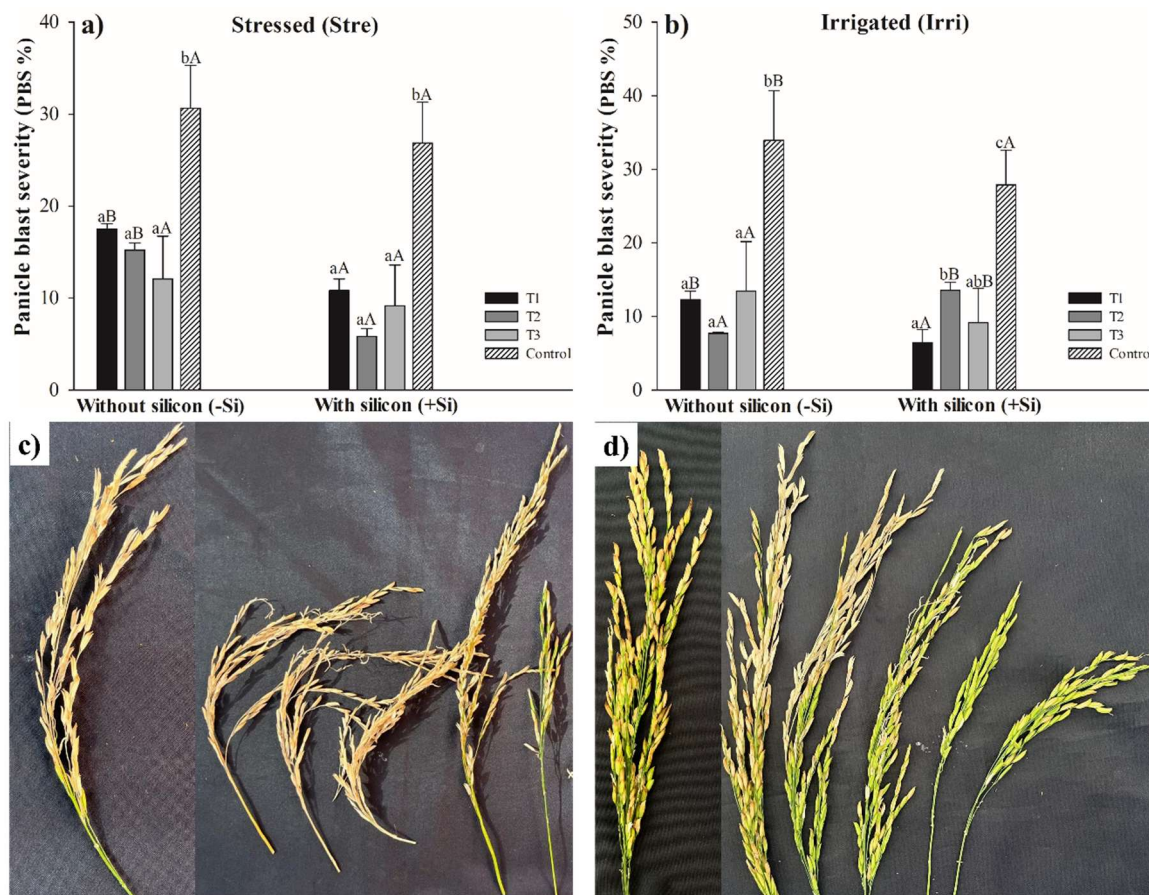 a) Stressed (Stre)
Panicle blast severity (PBS %)
40
30
20
10
0
aB
aB
aA
bA
aA
aA
aA
bA
T1
T2
T3
Control
Without silicon (-Si)
With silicon (+Si)
b) Irrigated (Irri)
Panicle blast severity (PBS %)
50
40
30
20
10
0
aB
aA
aA
bB
aA
bB
abB
cA
T1
T2
T3
Control
Without silicon (-Si)
With silicon (+Si)
c)
d)